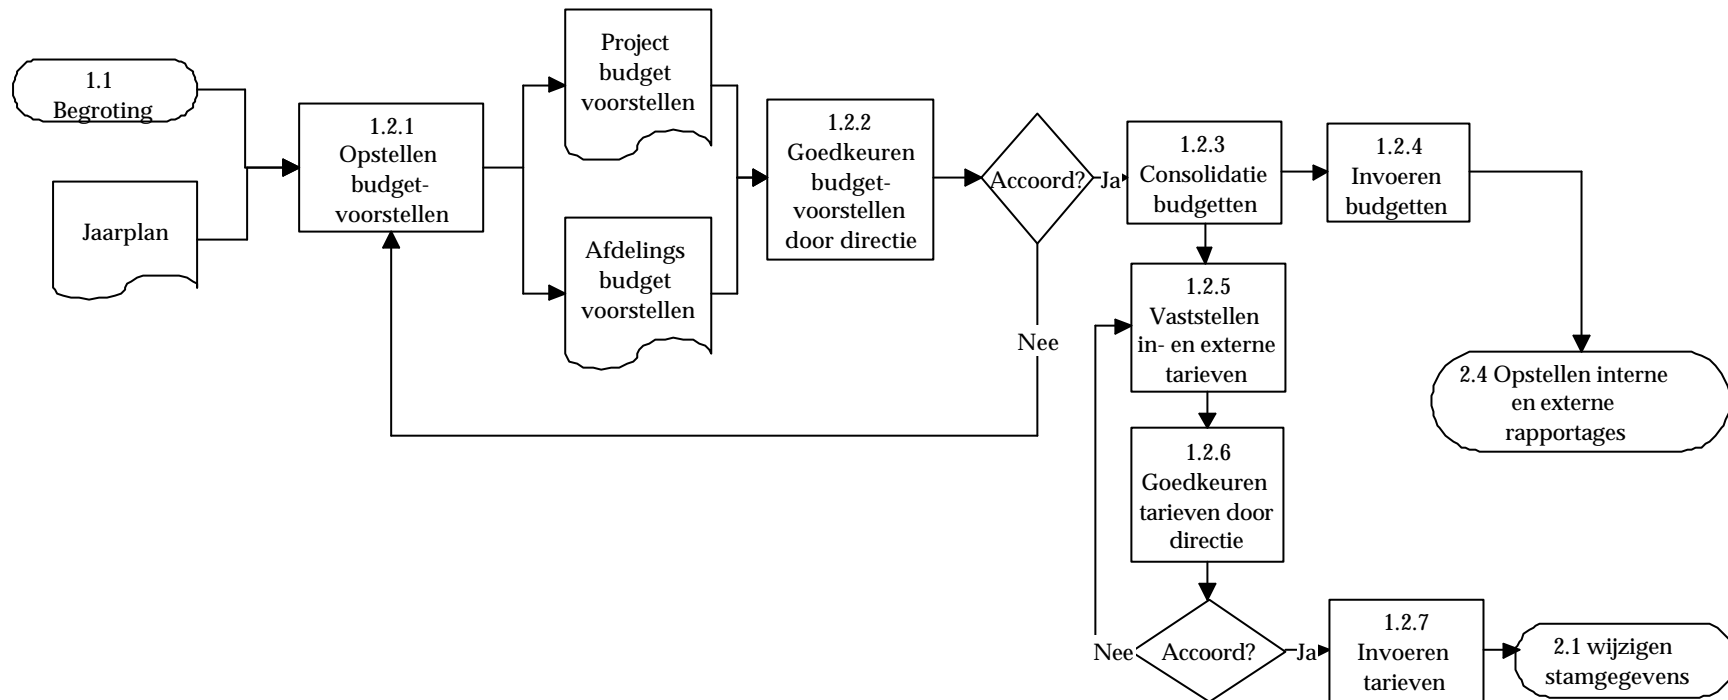 1.1
Begroting
Jaarplan
1.2.1
Opstellen
budget-
voorstellen
Project
budget
voorstellen
Afdelings
budget
voorstellen
1.2.2
Goedkeuren
budget-
voorstellen
door directie
Accoord?
Ja
Nee
1.2.3
Consolidatie
budgetten
1.2.4
Invoeren
budgetten
2.4 Opstellen interne
en externe
rapportages
1.2.5
Vaststellen
in- en externe
tarieven
1.2.6
Goedkeuren
tarieven door
directie
Nee
Accoord?
Ja
1.2.7
Invoeren
tarieven
2.1 wijzigen
stamgegevens